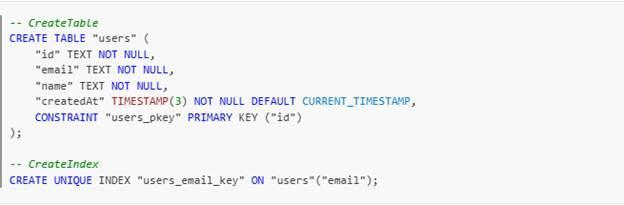 -- CreateTable
CREATE TABLE "users" (
    "id" TEXT NOT NULL,
    "email" TEXT NOT NULL,
    "name" TEXT NOT NULL,
    "createdAt" TIMESTAMP(3) NOT NULL DEFAULT CURRENT_TIMESTAMP,
    CONSTRAINT "users_pkey" PRIMARY KEY ("id")
);
-- CreateIndex
CREATE UNIQUE INDEX "users_email_key" ON "users"("email");